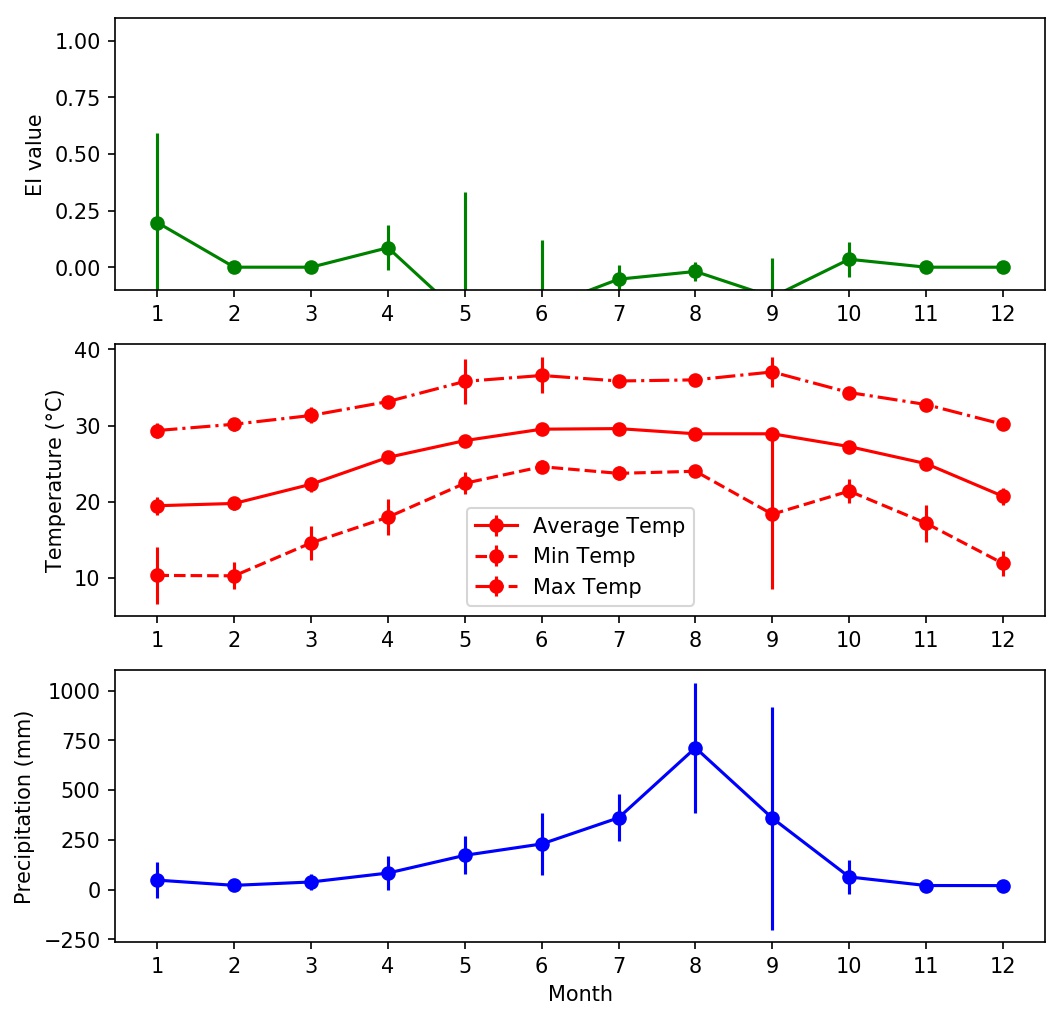 EI value
1.00
0.75
0.50
0.25
0.00
1 2 3 4 5 6 7 8 9 10 11 12
Temperature (°C)
40
30
20
10
Average Temp
Min Temp
Max Temp
1 2 3 4 5 6 7 8 9 10 11 12
Precipitation (mm)
1000
750
500
250
0
−250
1 2 3 4 5 6 7 8 9 10 11 12
Month